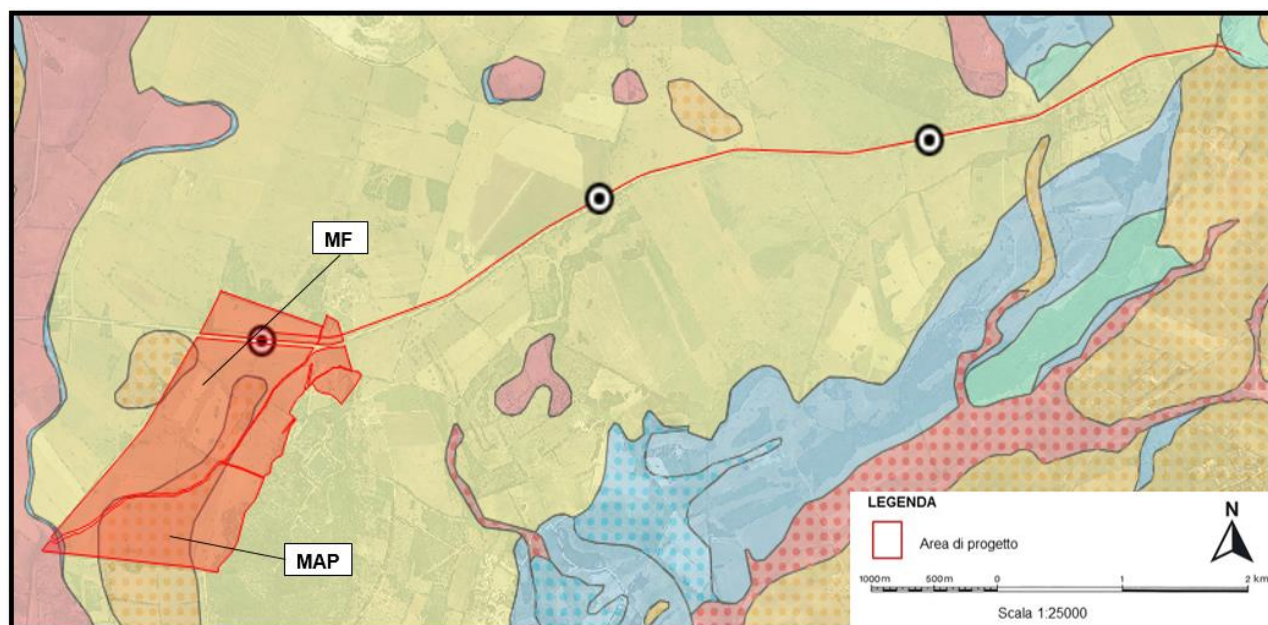 MF
MAP
LEGENDA
Area di progetto
N
1000m 500m 0 1 2 km
Scala 1:25000